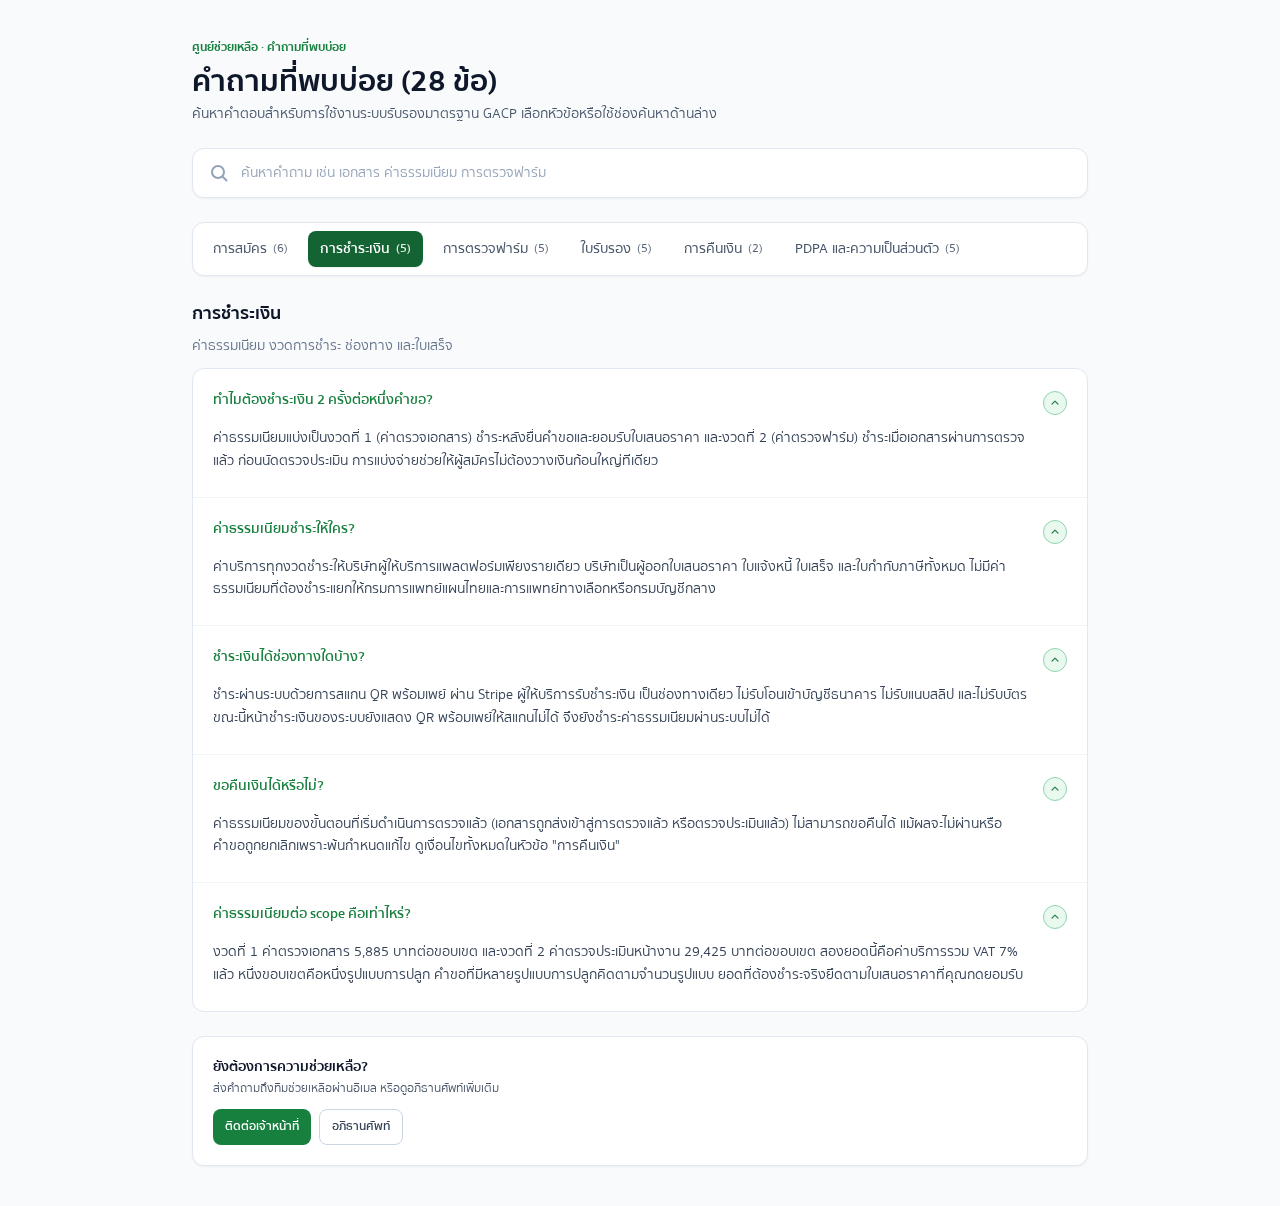 ศูนย์ช่วยเหลือ · คำถามที่พบบ่อย
คำถามที่พบบ่อย (28 ข้อ)
ค้นหาคำตอบสำหรับการใช้งานระบบรับรองมาตรฐาน GACP เลือกหัวข้อหรือใช้ช่องค้นหาด้านล่าง
ค้นหาคำถาม เช่น เอกสาร ค่าธรรมเนียม การตรวจฟาร์ม
การสมัคร (6) การชำระเงิน (5) การตรวจฟาร์ม (5) ใบรับรอง (5) การคืนเงิน (2) PDPA และความเป็นส่วนตัว (5)
การชำระเงิน
ค่าธรรมเนียม งวดการชำระ ช่องทาง และใบเสร็จ
ทำไมต้องชำระเงิน 2 ครั้งต่อหนึ่งคำขอ?
ค่าธรรมเนียมแบ่งเป็นงวดที่ 1 (ค่าตรวจเอกสาร) ชำระหลังยื่นคำขอและยอมรับใบเสนอราคา และงวดที่ 2 (ค่าตรวจฟาร์ม) ชำระเมื่อเอกสารผ่านการตรวจ
แล้ว ก่อนนัดตรวจประเมิน การแบ่งจ่ายช่วยให้ผู้สมัครไม่ต้องวางเงินก้อนใหญ่ทีเดียว
ค่าธรรมเนียมชำระให้ใคร?
ค่าบริการทุกงวดชำระให้บริษัทผู้ให้บริการแพลตฟอร์มเพียงรายเดียว บริษัทเป็นผู้ออกใบเสนอราคา ใบแจ้งหนี้ ใบเสร็จ และใบกำกับภาษีทั้งหมด ไม่มีค่า
ธรรมเนียมที่ต้องชำระแยกให้กรมการแพทย์แผนไทยและการแพทย์ทางเลือกหรือกรมบัญชีกลาง
ชำระเงินได้ช่องทางใดบ้าง?
ชำระผ่านระบบด้วยการสแกน QR พร้อมเพย์ ผ่าน Stripe ผู้ให้บริการรับชำระเงิน เป็นช่องทางเดียว ไม่รับโอนเข้าบัญชีธนาคาร ไม่รับแนบสลิป และไม่รับบัตร
ขณะนี้หน้าชำระเงินของระบบยังแสดง QR พร้อมเพย์ให้สแกนไม่ได้ จึงยังชำระค่าธรรมเนียมผ่านระบบไม่ได้
ขอคืนเงินได้หรือไม่?
ค่าธรรมเนียมของขั้นตอนที่เริ่มดำเนินการตรวจแล้ว (เอกสารถูกส่งเข้าสู่การตรวจแล้ว หรือตรวจประเมินแล้ว) ไม่สามารถขอคืนได้ แม้ผลจะไม่ผ่านหรือ
คำขอถูกยกเลิกเพราะพ้นกำหนดแก้ไข ดูเงื่อนไขทั้งหมดในหัวข้อ "การคืนเงิน"
ค่าธรรมเนียมต่อ scope คือเท่าไหร่?
งวดที่ 1 ค่าตรวจเอกสาร 5,885 บาทต่อขอบเขต และงวดที่ 2 ค่าตรวจประเมินหน้างาน 29,425 บาทต่อขอบเขต สองยอดนี้คือค่าบริการรวม VAT 7%
แล้ว หนึ่งขอบเขตคือหนึ่งรูปแบบการปลูก คำขอที่มีหลายรูปแบบการปลูกคิดตามจำนวนรูปแบบ ยอดที่ต้องชำระจริงยึดตามใบเสนอราคาที่คุณกดยอมรับ
ยังต้องการความช่วยเหลือ?
ส่งคำถามถึงทีมช่วยเหลือผ่านอีเมล หรือดูอภิธานศัพท์เพิ่มเติม
ติดต่อเจ้าหน้าที่ อภิธานศัพท์